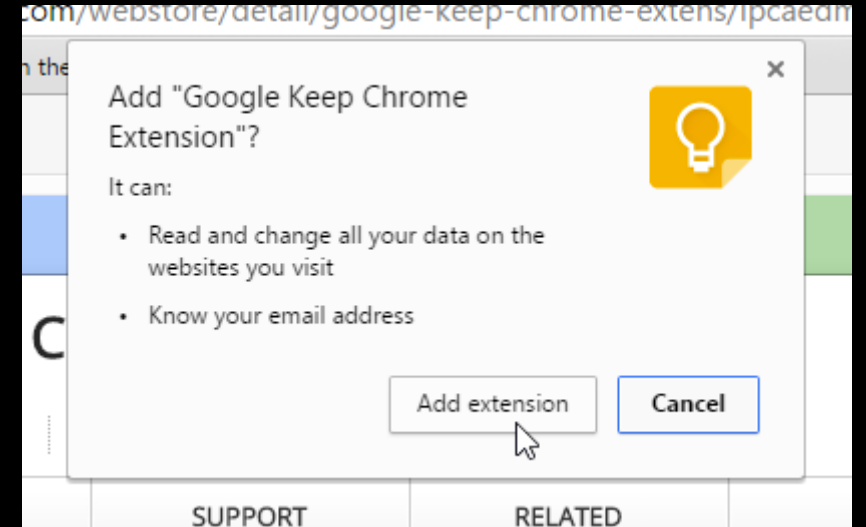 com/webstore/detail/google-keep-chrome-extens/lpcaedm
n the
Add "Google Keep Chrome
Extension"?
It can:
• Read and change all your data on the
websites you visit
• Know your email address
C
Add extension
Cancel
SUPPORT
RELATED